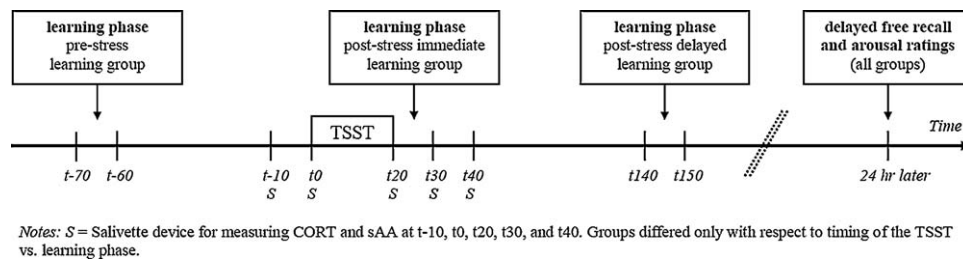 learning phase
pre-stress
learning group
learning phase
post-stress immediate
learning group
learning phase
post-stress delayed
learning group
delayed free recall
and arousal ratings
(all groups)
TSST
Time
t-70
t-60
t-10
t0
t20
t30
t40
t140
t150
24 hr later
S
S
S
S
S
Notes: S = Salivette device for measuring CORT and sAA at t-10, t0, t20, t30, and t40. Groups differed only with respect to timing of the TSST
vs. learning phase.